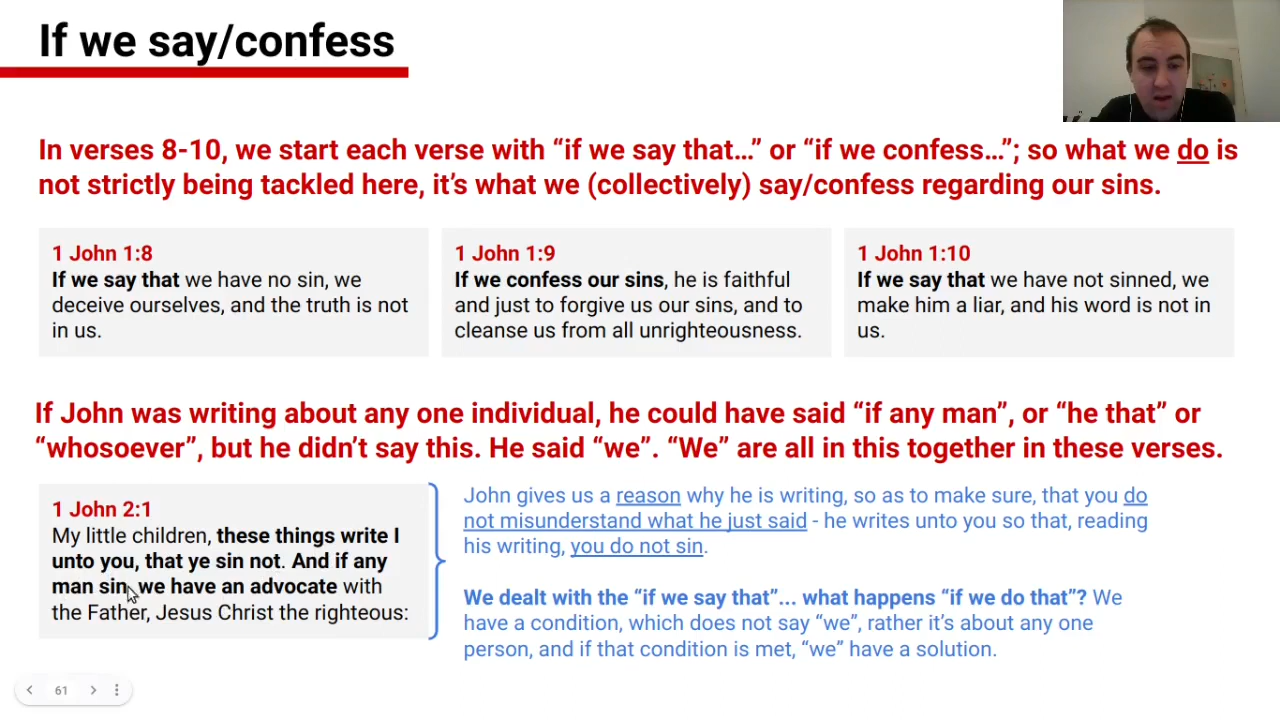 If we say/confess
In verses 8-10, we start each verse with “if we say that…” or “if we confess…”; so what we do is
not strictly being tackled here, it’s what we (collectively) say/confess regarding our sins.
1 John 1:8
If we say that we have no sin, we
deceive ourselves, and the truth is not
in us.
1 John 1:9
If we confess our sins, he is faithful
and just to forgive us our sins, and to
cleanse us from all unrighteousness.
1 John 1:10
If we say that we have not sinned, we
make him a liar, and his word is not in
us.
If John was writing about any one individual, he could have said “if any man”, or “he that” or
“whosoever”, but he didn’t say this. He said “we”. “We” are all in this together in these verses.
1 John 2:1
My little children, these things write I
unto you, that ye sin not. And if any
man sin, we have an advocate with
the Father, Jesus Christ the righteous:
John gives us a reason why he is writing, so as to make sure, that you do
not misunderstand what he just said - he writes unto you so that, reading
his writing, you do not sin.
We dealt with the “if we say that”... what happens “if we do that”? We
have a condition, which does not say “we”, rather it’s about any one
person, and if that condition is met, “we” have a solution.
61